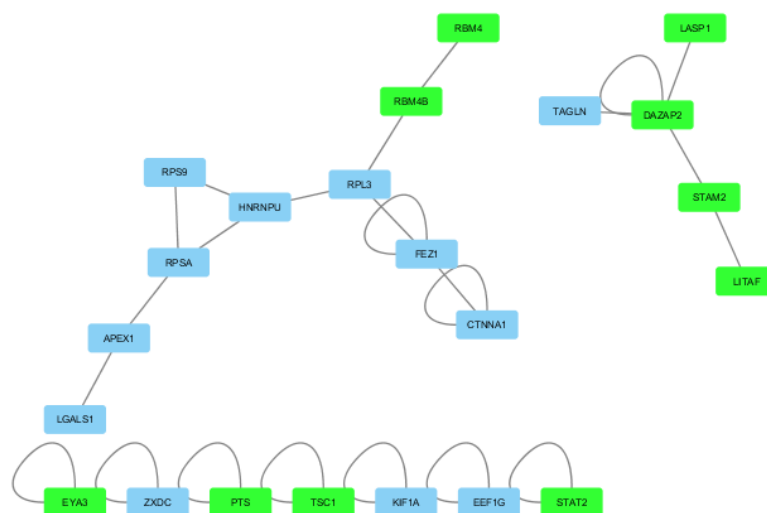 RBM4
LASP1
RBM4B
TAGLN
DAZAP2
RPS9
RPL3
HNRNPU
STAM2
FEZ1
RPSA
LITAF
CTNNA1
APEX1
LGALS1
EYA3
ZXDC
PTS
TSC1
KIF1A
EEF1G
STAT2